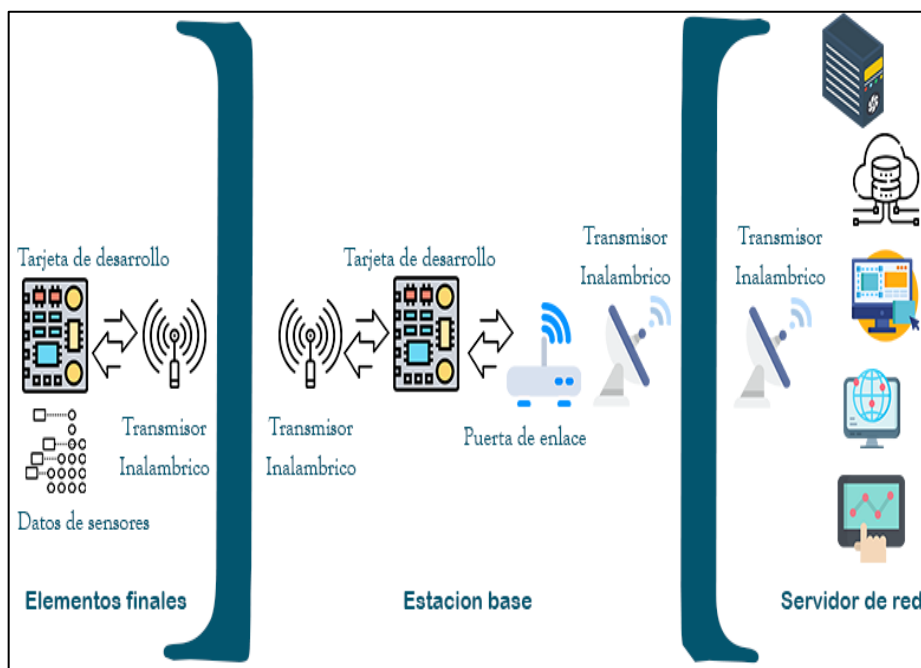 Tarjeta de desarrollo
Datos de sensores
Transmisor
Inalambrico
Elementos finales
Transmisor
Inalambrico
Tarjeta de desarrollo
Puerta de enlace
Transmisor
Inalambrico
Estacion base
Transmisor
Inalambrico
Servidor de red